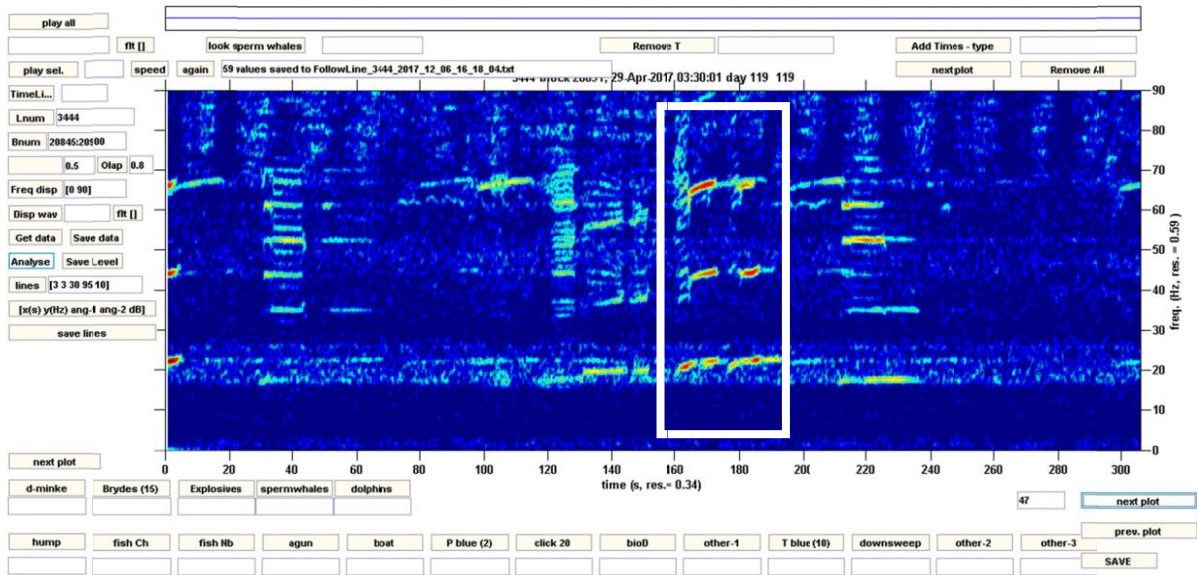 play all
flt []
look sperm whales
Remove T
Add Times - type
play sel.
speed
again
59 values saved to FollowLine_3444_2017_12_06_16_18_04.txt
next plot
Remove All
29-Apr-2017 03:30:01 day 119 119
TimeLi...
Lnum
3444
Bnum
20845:20900
0.5
Olap
0.8
Freq disp
[0 90]
Disp wav
flt []
Get data
Save data
Analyse
Save Level
lines
[3 3 30 95 10]
[x(s) y(Hz) ang-1 ang-2 dB]
save lines
90
80
70
60
50
40
30
20
10
0
freq. (Hz, res. = 0.59 )
0 20 40 60 80 100 120 140 160 180 200 220 240 260 280 300
time (s, res.= 0.34)
next plot
d-minke
Brydes (15)
Explosives
spermwhales
dolphins
47
next plot
prev. plot
hump
fish Ch
fish Nb
agun
boat
P blue (2)
click 20
bioD
other-1
T blue (10)
downsweep
other-2
other-3
SAVE